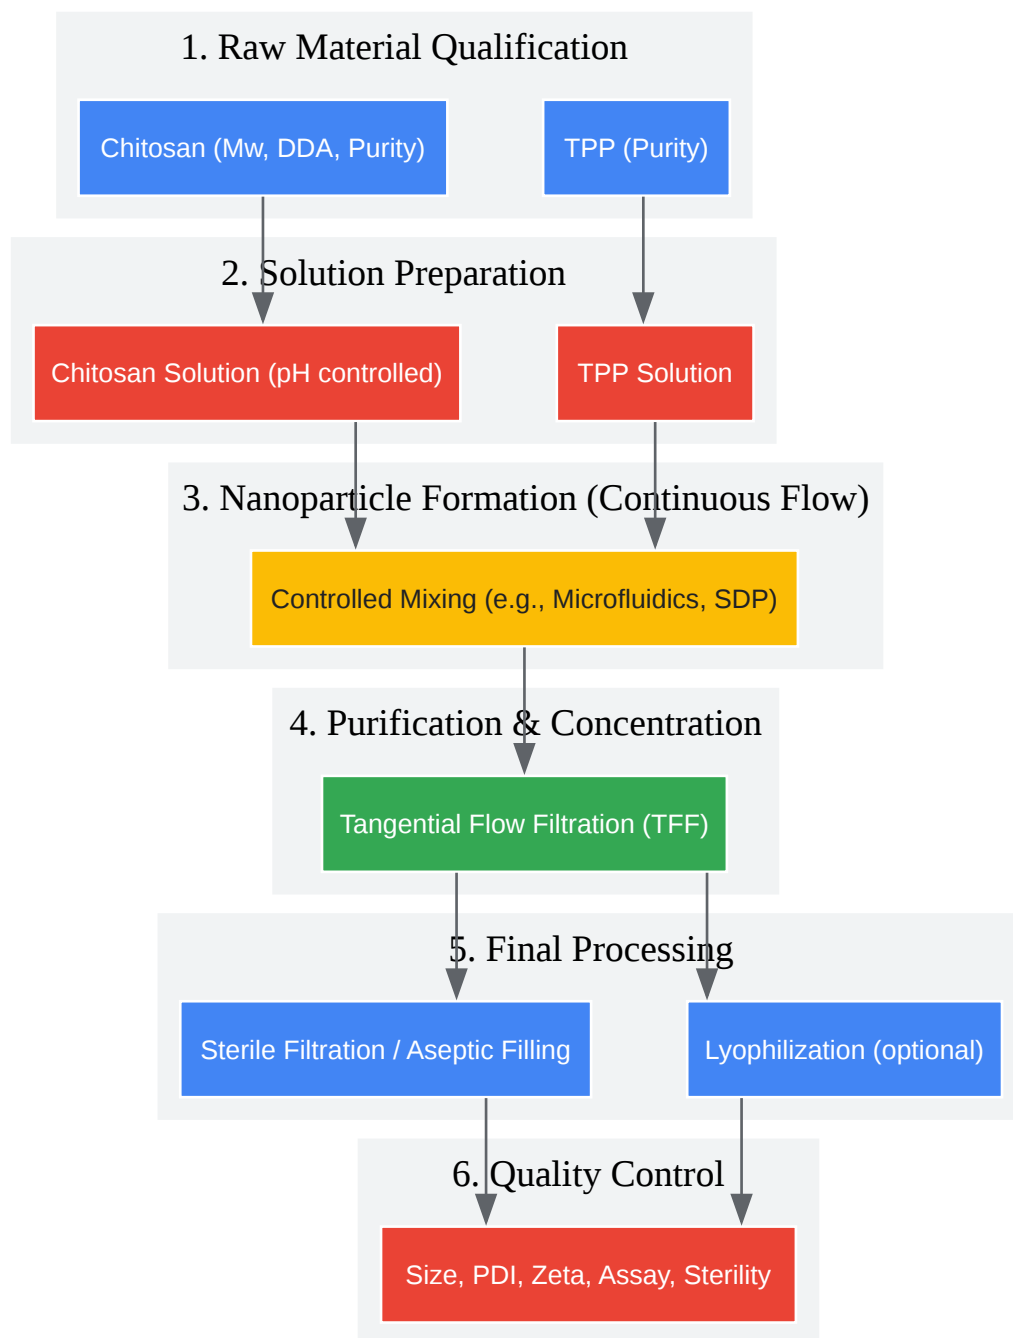 1. Raw Material Qualification
Chitosan (Mw, DDA, Purity)
TPP (Purity)
2. Solution Preparation
Chitosan Solution (pH controlled)
TPP Solution
3. Nanoparticle Formation (Continuous Flow)
Controlled Mixing (e.g., Microfluidics, SDP)
4. Purification & Concentration
Tangential Flow Filtration (TFF)
5. Final Processing
Sterile Filtration / Aseptic Filling
Lyophilization (optional)
6. Quality Control
Size, PDI, Zeta, Assay, Sterility